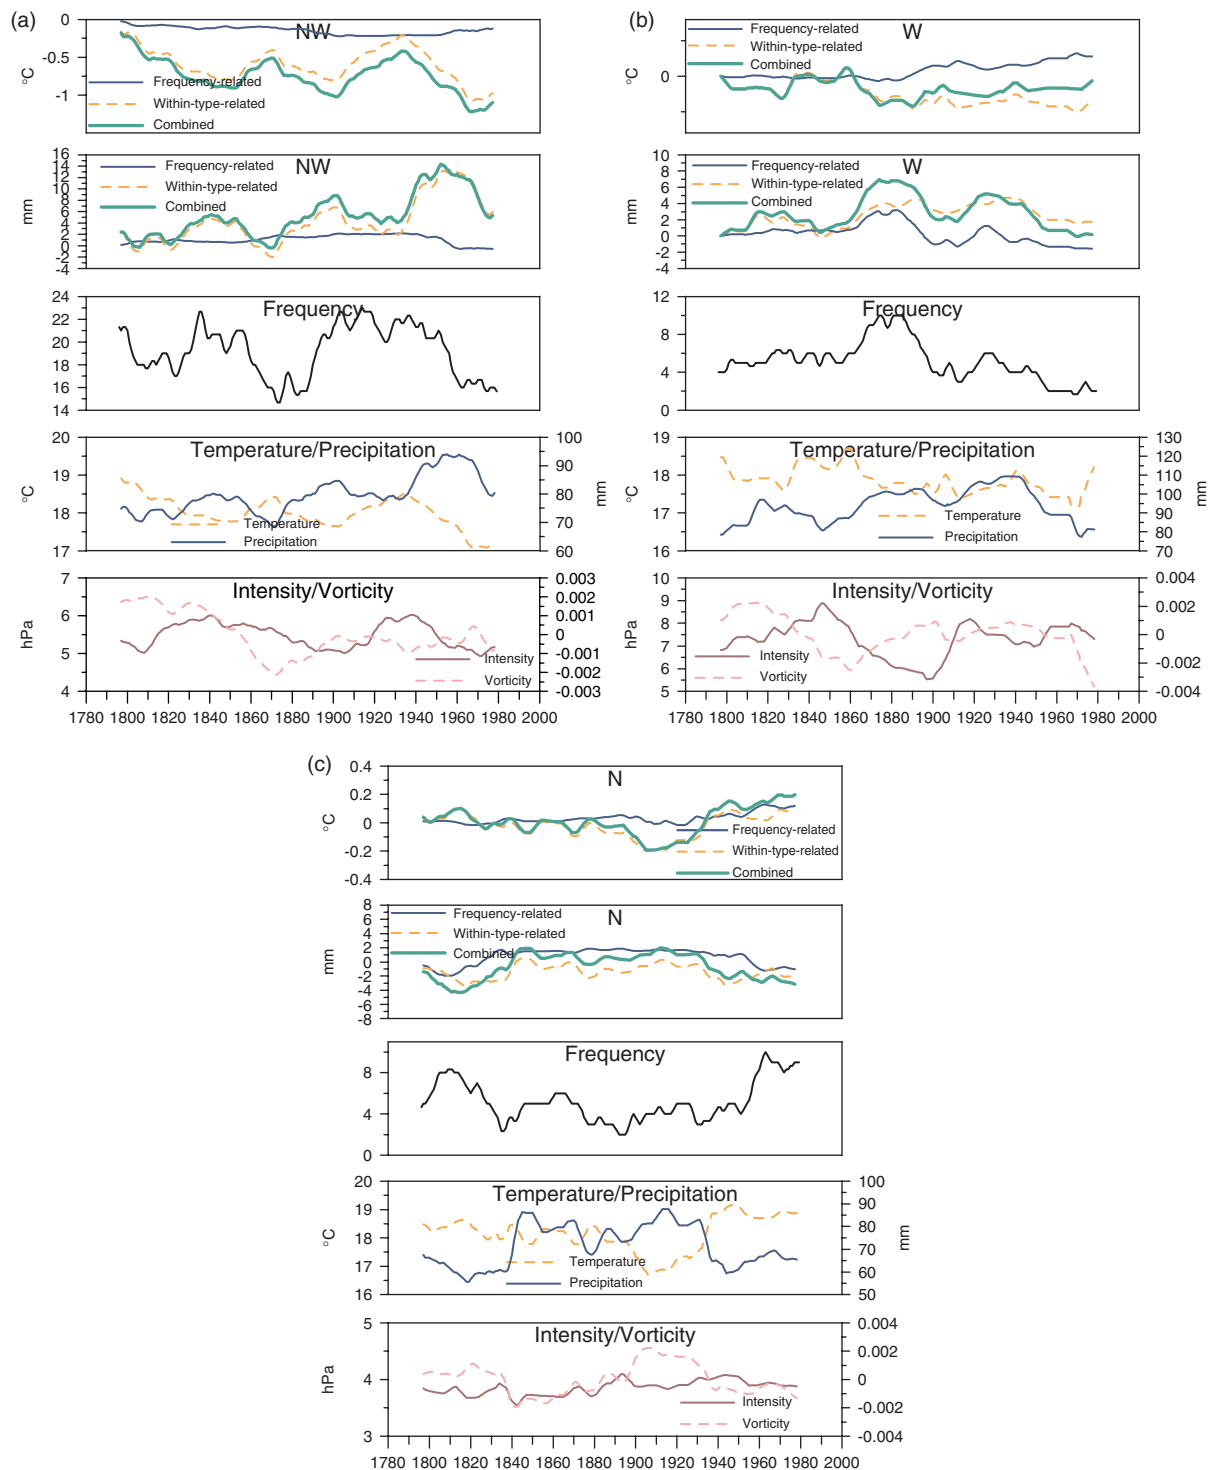 (a)
NW
0
-0.5
-1
°C
Frequency-related
Within-type-related
Combined
NW
16
14
12
10
8
6
4
2
0
-2
-4
mm
Frequency-related
Within-type-related
Combined
Frequency
24
22
20
18
16
14
Temperature/Precipitation
20
19
18
17
°C
100
90
80
70
60
mm
Temperature
Precipitation
Intensity/Vorticity
7
6
5
4
hPa
0.003
0.002
0.001
0
-0.001
-0.002
-0.003
Intensity
Vorticity
1780 1800 1820 1840 1860 1880 1900 1920 1940 1960 1980 2000
(b)
W
0
°C
Frequency-related
Within-type-related
Combined
W
10
8
6
4
2
0
-2
-4
mm
Frequency-related
Within-type-related
Combined
Frequency
12
8
4
0
Temperature/Precipitation
19
18
17
16
°C
130
120
110
100
90
80
70
mm
Temperature
Precipitation
Intensity/Vorticity
10
9
8
7
6
5
hPa
0.004
0.002
0
-0.002
-0.004
Intensity
Vorticity
1780 1800 1820 1840 1860 1880 1900 1920 1940 1960 1980 2000
(c)
N
0.4
0.2
0
-0.2
-0.4
°C
Frequency-related
Within-type-related
Combined
N
8
6
4
2
0
-2
-4
-6
-8
mm
Frequency-related
Within-type-related
Combined
Frequency
8
4
0
Temperature/Precipitation
20
19
18
17
16
°C
100
90
80
70
60
50
mm
Temperature
Precipitation
Intensity/Vorticity
5
4
3
hPa
0.004
0.002
0
-0.002
-0.004
Intensity
Vorticity
1780 1800 1820 1840 1860 1880 1900 1920 1940 1960 1980 2000